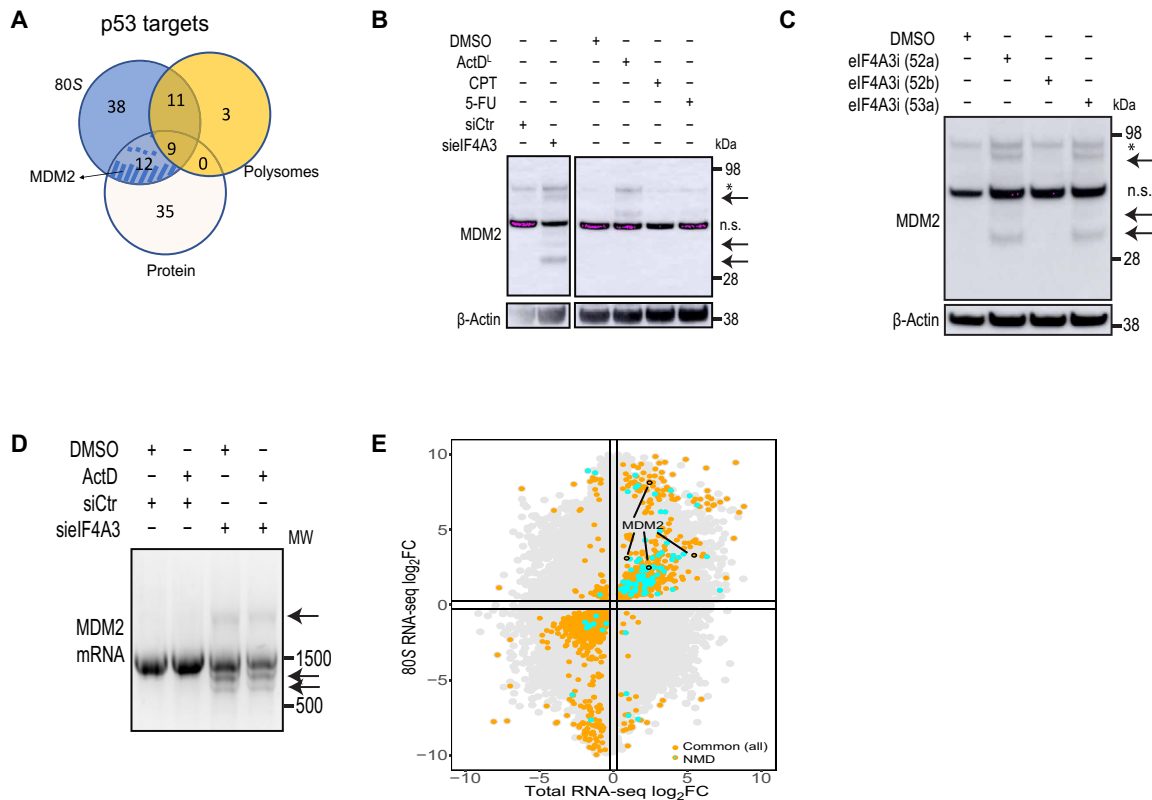 A
p53 targets
80S
38
11
3
9
12
0
MDM2
Polysomes
35
Protein
B
DMSO – – + – – –
ActDL – – – + – –
CPT – – – – + –
5-FU – – – – – +
siCtr + – – – – –
sieIF4A3 – + – – – –
kDa
98
*
n.s.
MDM2
28
β-Actin
38
C
DMSO + – – –
eIF4A3i (52a) – + – –
eIF4A3i (52b) – – + –
eIF4A3i (53a) – – – +
kDa
98
*
n.s.
MDM2
28
β-Actin
38
D
DMSO + – + –
ActD – + – +
siCtr + + – –
sieIF4A3 – – + +
MW
MDM2
mRNA
1500
500
E
80S RNA-seq log2FC
10
5
0
−5
−10
MDM2
Common (all)
NMD
−10 −5 0 5 10
Total RNA-seq log2FC